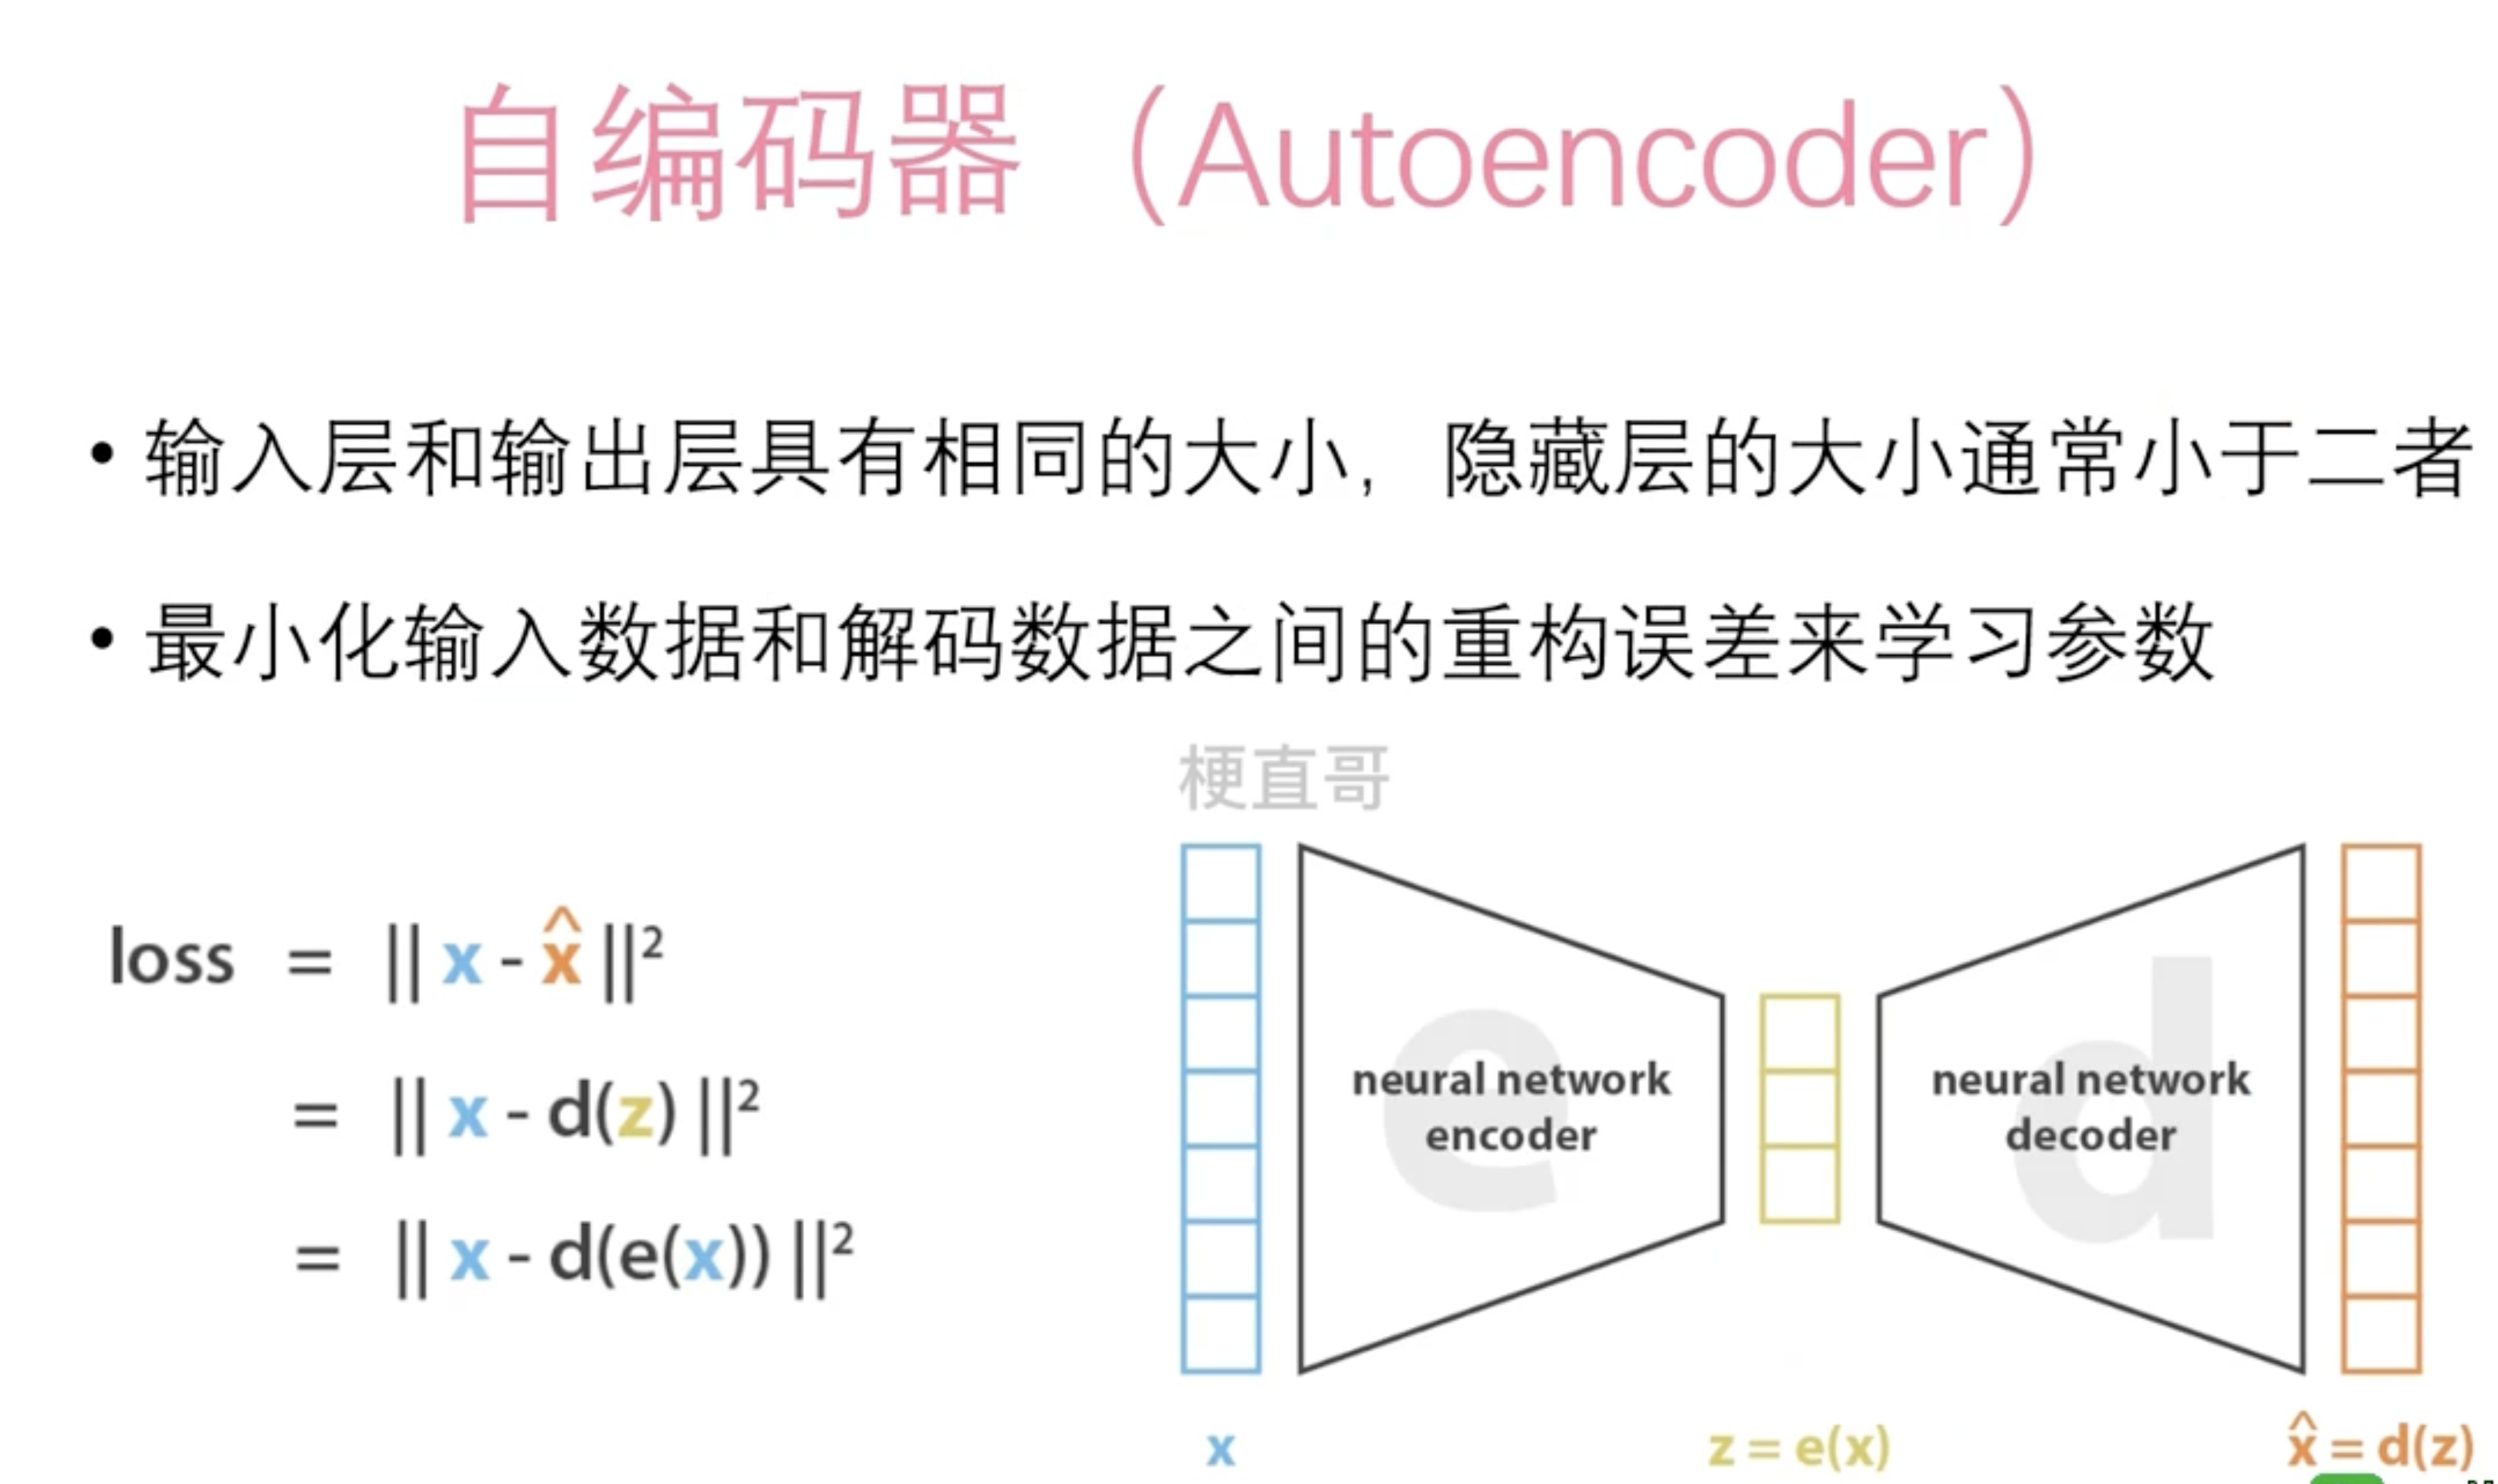 自编码器（Autoencoder）
• 输入层和输出层具有相同的大小，隐藏层的大小通常小于二者
• 最小化输入数据和解码数据之间的重构误差来学习参数
梗直哥
loss = || x - x̂ ||²
= || x - d(z) ||²
= || x - d(e(x)) ||²
e
neural network
encoder
d
neural network
decoder
x
z = e(x)
x̂ = d(z)